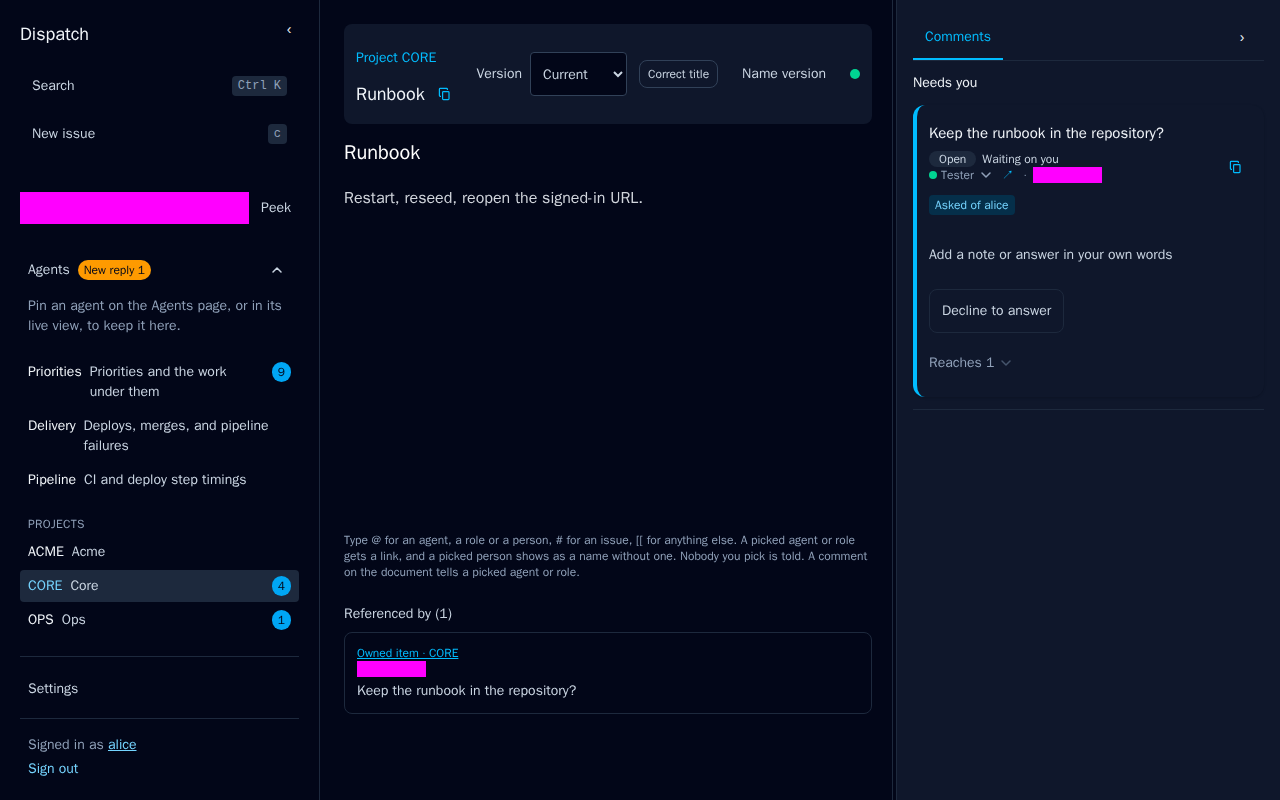 Dispatch
Search
Ctrl K
New issue
C
Peek
Agents
New reply 1
Pin an agent on the Agents page, or in its
live view, to keep it here.
Priorities
Priorities and the work
under them
9
Delivery
Deploys, merges, and pipeline
failures
Pipeline
CI and deploy step timings
PROJECTS
ACME Acme
CORE Core
4
OPS Ops
1
Settings
Signed in as alice
Sign out
Project CORE
Runbook
Version
Current
Correct title
Name version
Runbook
Restart, reseed, reopen the signed-in URL.
Type @ for an agent, a role or a person, # for an issue, [[ for anything else. A picked agent or role
gets a link, and a picked person shows as a name without one. Nobody you pick is told. A comment
on the document tells a picked agent or role.
Referenced by (1)
Owned item · CORE
Keep the runbook in the repository?
Comments
Needs you
Keep the runbook in the repository?
Open
Waiting on you
Tester
↗ ·
Asked of alice
Add a note or answer in your own words
Decline to answer
Reaches 1